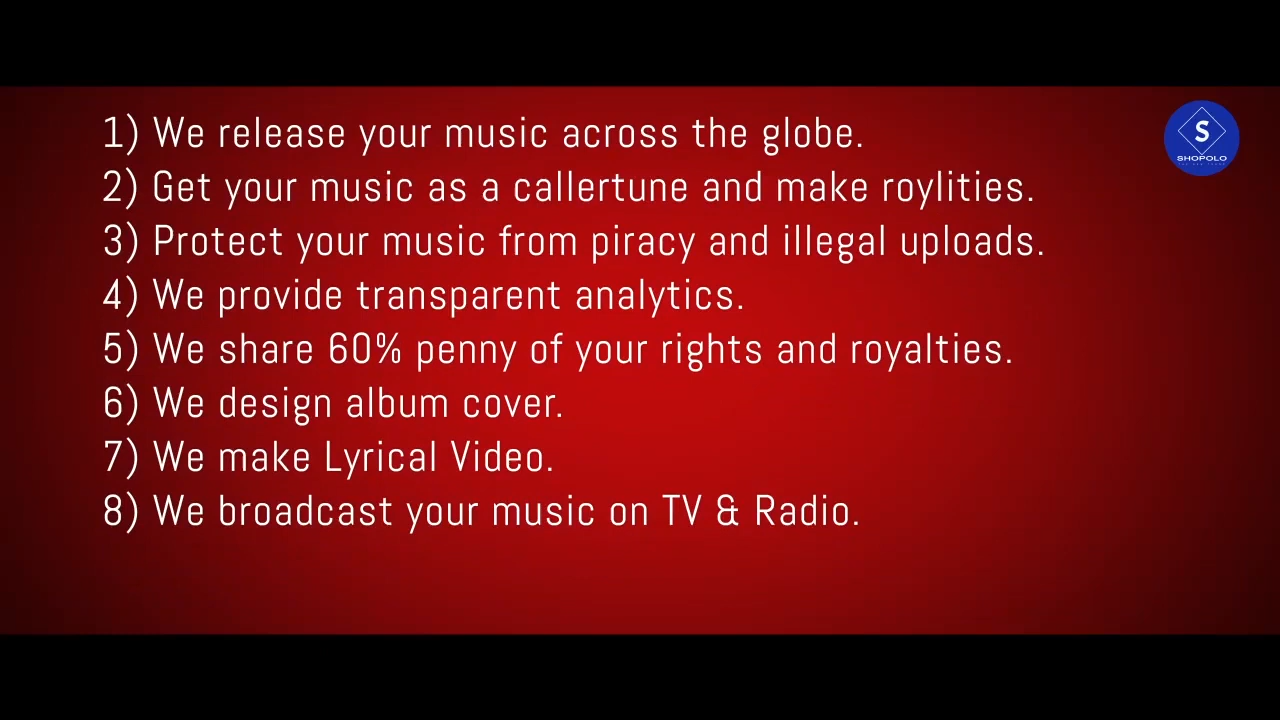 1) We release your music across the globe.
2) Get your music as a callertune and make roylities.
3) Protect your music from piracy and illegal uploads.
4) We provide transparent analytics.
5) We share 60% penny of your rights and royalties.
6) We design album cover.
7) We make Lyrical Video.
8) We broadcast your music on TV & Radio.
S
SHOPOLO